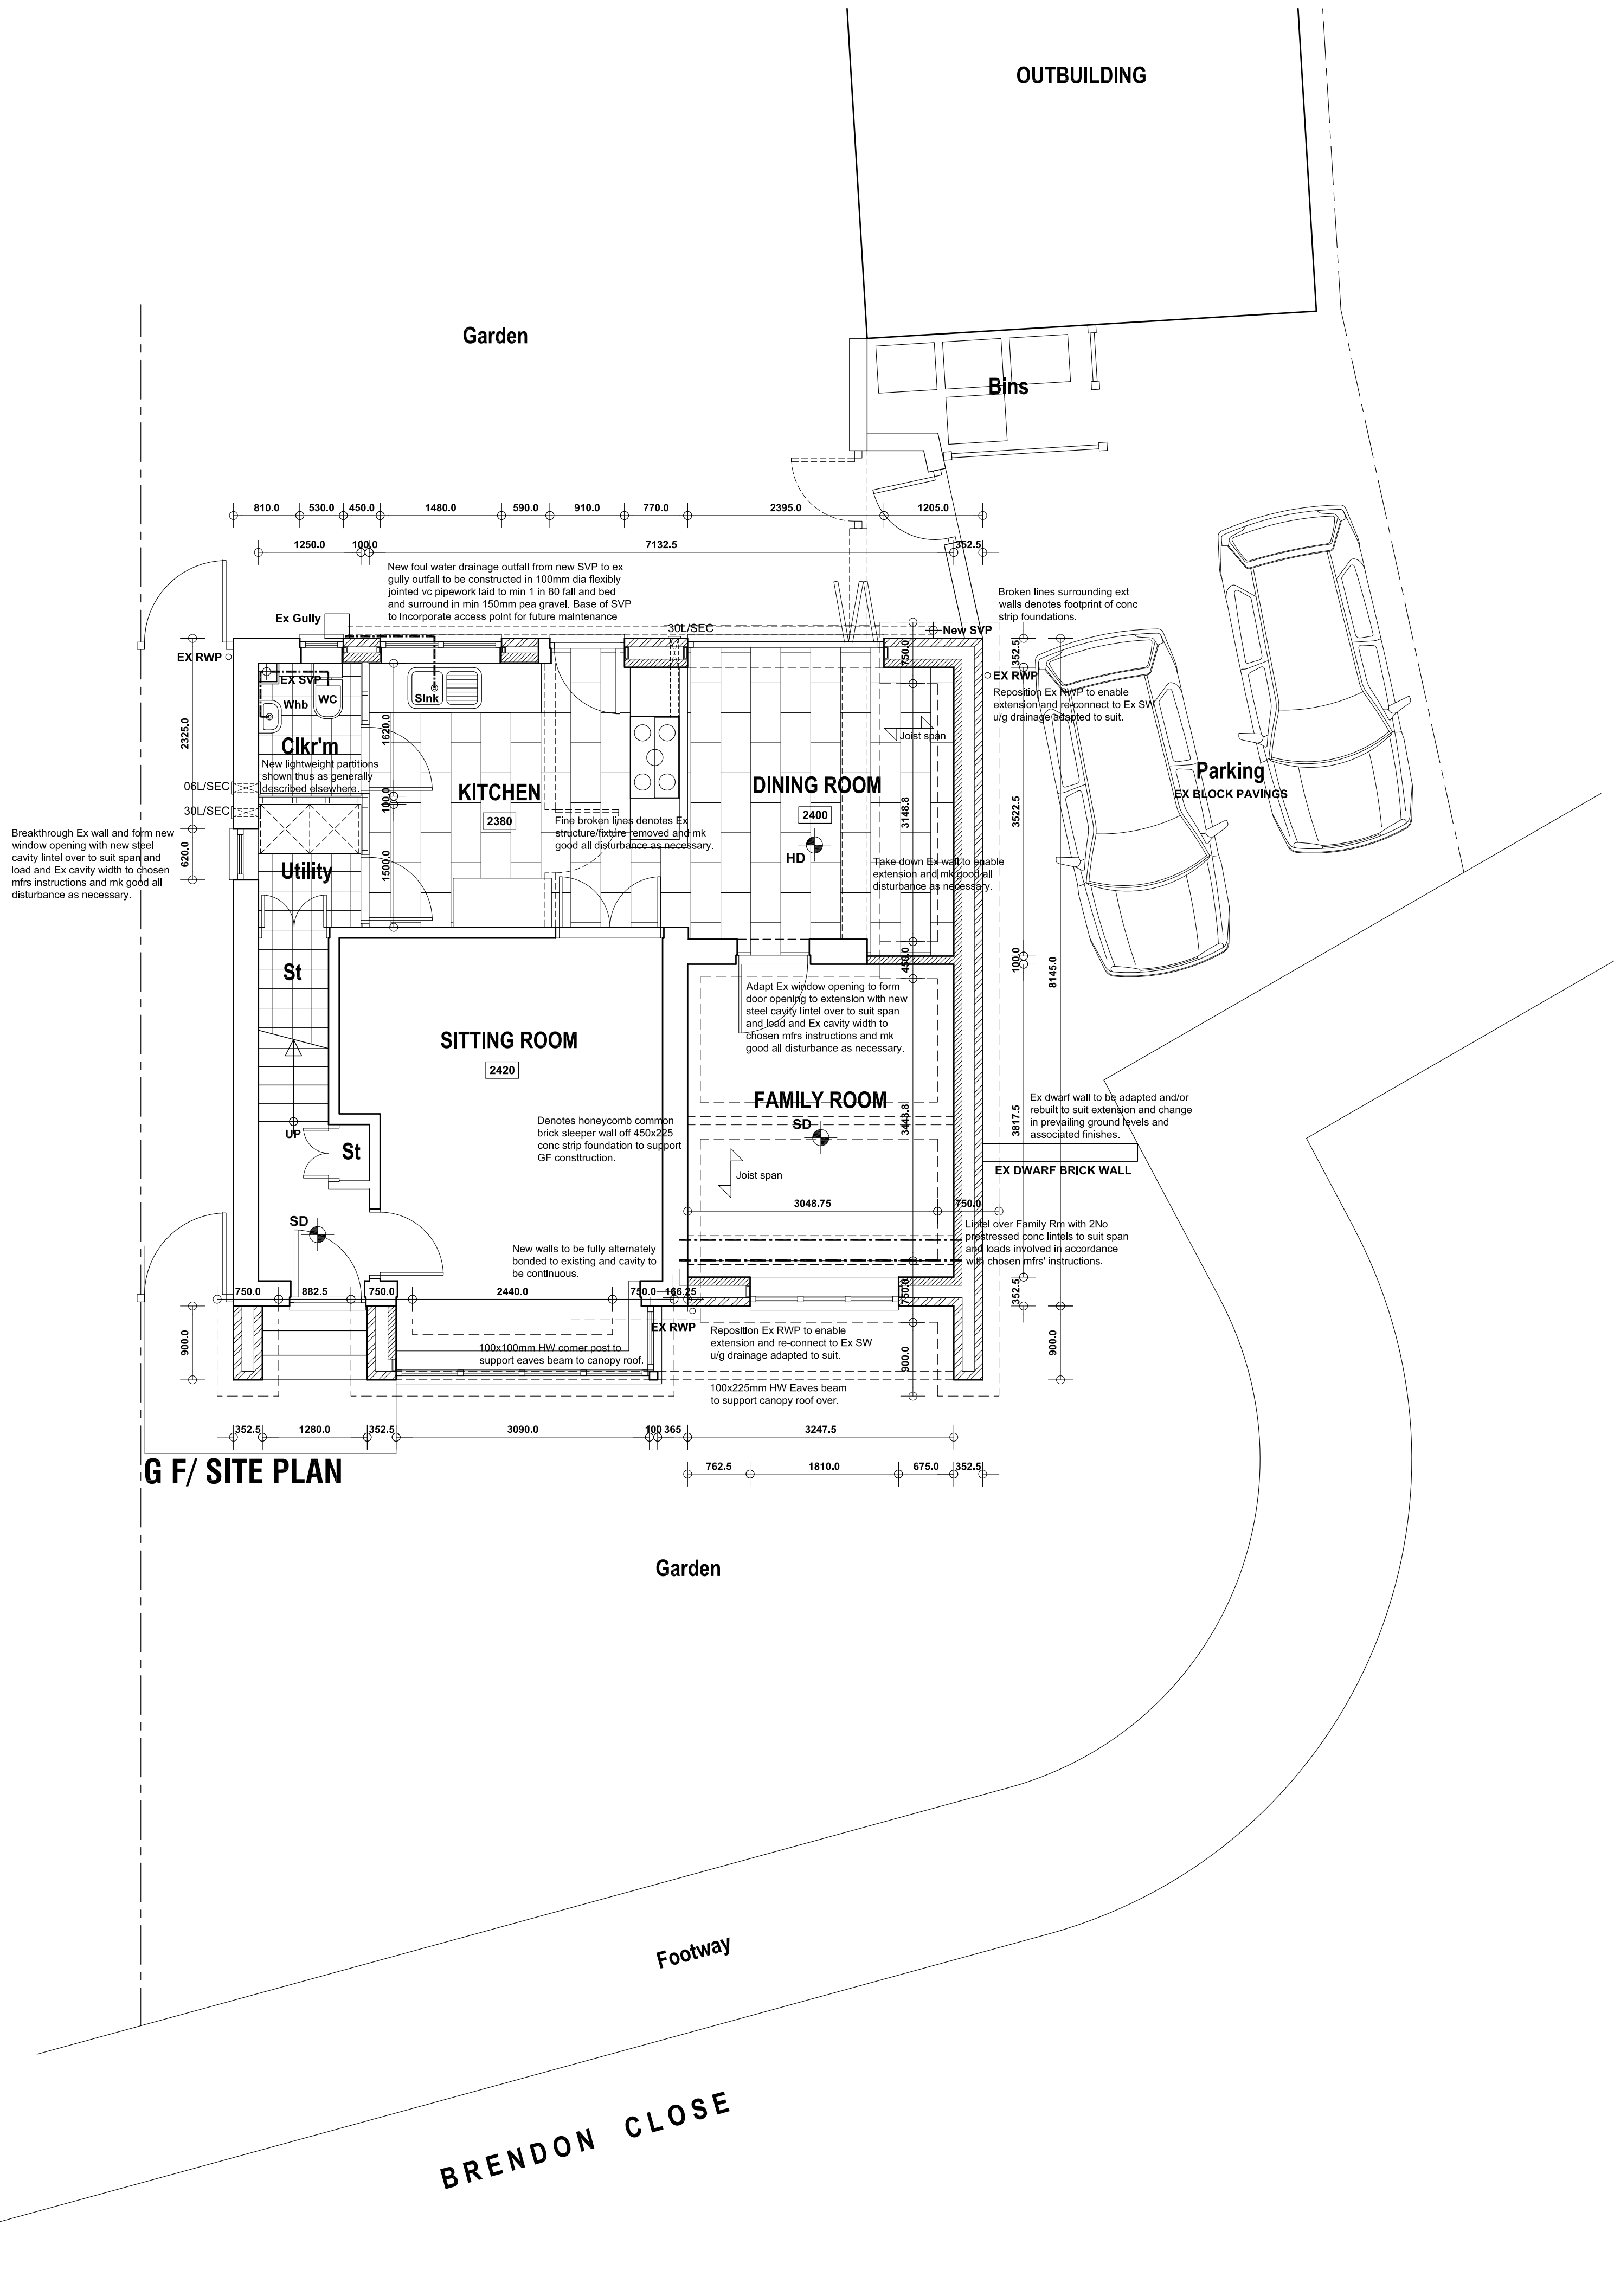 OUTBUILDING
Garden
Bins
810.0
530.0
450.0
1480.0
590.0
910.0
770.0
2395.0
1205.0
1250.0
100.0
7132.5
352.5
New foul water drainage outfall from new SVP to ex
gully outfall to be constructed in 100mm dia flexibly
jointed vc pipework laid to min 1 in 80 fall and bed
and surround in min 150mm pea gravel. Base of SVP
to incorporate access point for future maintenance
Broken lines surrounding ext
walls denotes footprint of conc
strip foundations.
Ex Gully
30L/SEC
New SVP
EX RWP
EX SVP
Whb
WC
Sink
750.0
352.5
EX RWP
Reposition Ex RWP to enable
extension and re-connect to Ex SW
u/g drainage adapted to suit.
2325.0
1620.0
Joist span
Clkr'm
New lightweight partitions
shown thus as generally
described elsewhere.
06L/SEC
30L/SEC
KITCHEN
2380
100.0
DINING ROOM
2400
HD
3148.8
3522.5
Parking
EX BLOCK PAVINGS
Fine broken lines denotes Ex
structure/fixture removed and mk
good all disturbance as necessary.
Breakthrough Ex wall and form new
window opening with new steel
cavity lintel over to suit span and
load and Ex cavity width to chosen
mfrs instructions and mk good all
disturbance as necessary.
620.0
Utility
1500.0
Take down Ex wall to enable
extension and mk good all
disturbance as necessary.
St
450.0
100.0
8145.0
Adapt Ex window opening to form
door opening to extension with new
steel cavity lintel over to suit span
and load and Ex cavity width to
chosen mfrs instructions and mk
good all disturbance as necessary.
SITTING ROOM
2420
FAMILY ROOM
SD
3443.8
3817.5
Ex dwarf wall to be adapted and/or
rebuilt to suit extension and change
in prevailing ground levels and
associated finishes.
UP
St
Denotes honeycomb common
brick sleeper wall off 450x225
conc strip foundation to support
GF consttruction.
Joist span
EX DWARF BRICK WALL
3048.75
750.0
SD
Lintel over Family Rm with 2No
prestressed conc lintels to suit span
and loads involved in accordance
with chosen mfrs' instructions.
New walls to be fully alternately
bonded to existing and cavity to
be continuous.
750.0
882.5
750.0
2440.0
750.0
166.25
750.0
352.5
EX RWP
Reposition Ex RWP to enable
extension and re-connect to Ex SW
u/g drainage adapted to suit.
900.0
100x100mm HW corner post to
support eaves beam to canopy roof.
900.0
900.0
100x225mm HW Eaves beam
to support canopy roof over.
352.5
1280.0
352.5
3090.0
100
365
3247.5
762.5
1810.0
675.0
352.5
G F/ SITE PLAN
Garden
Footway
BRENDON CLOSE